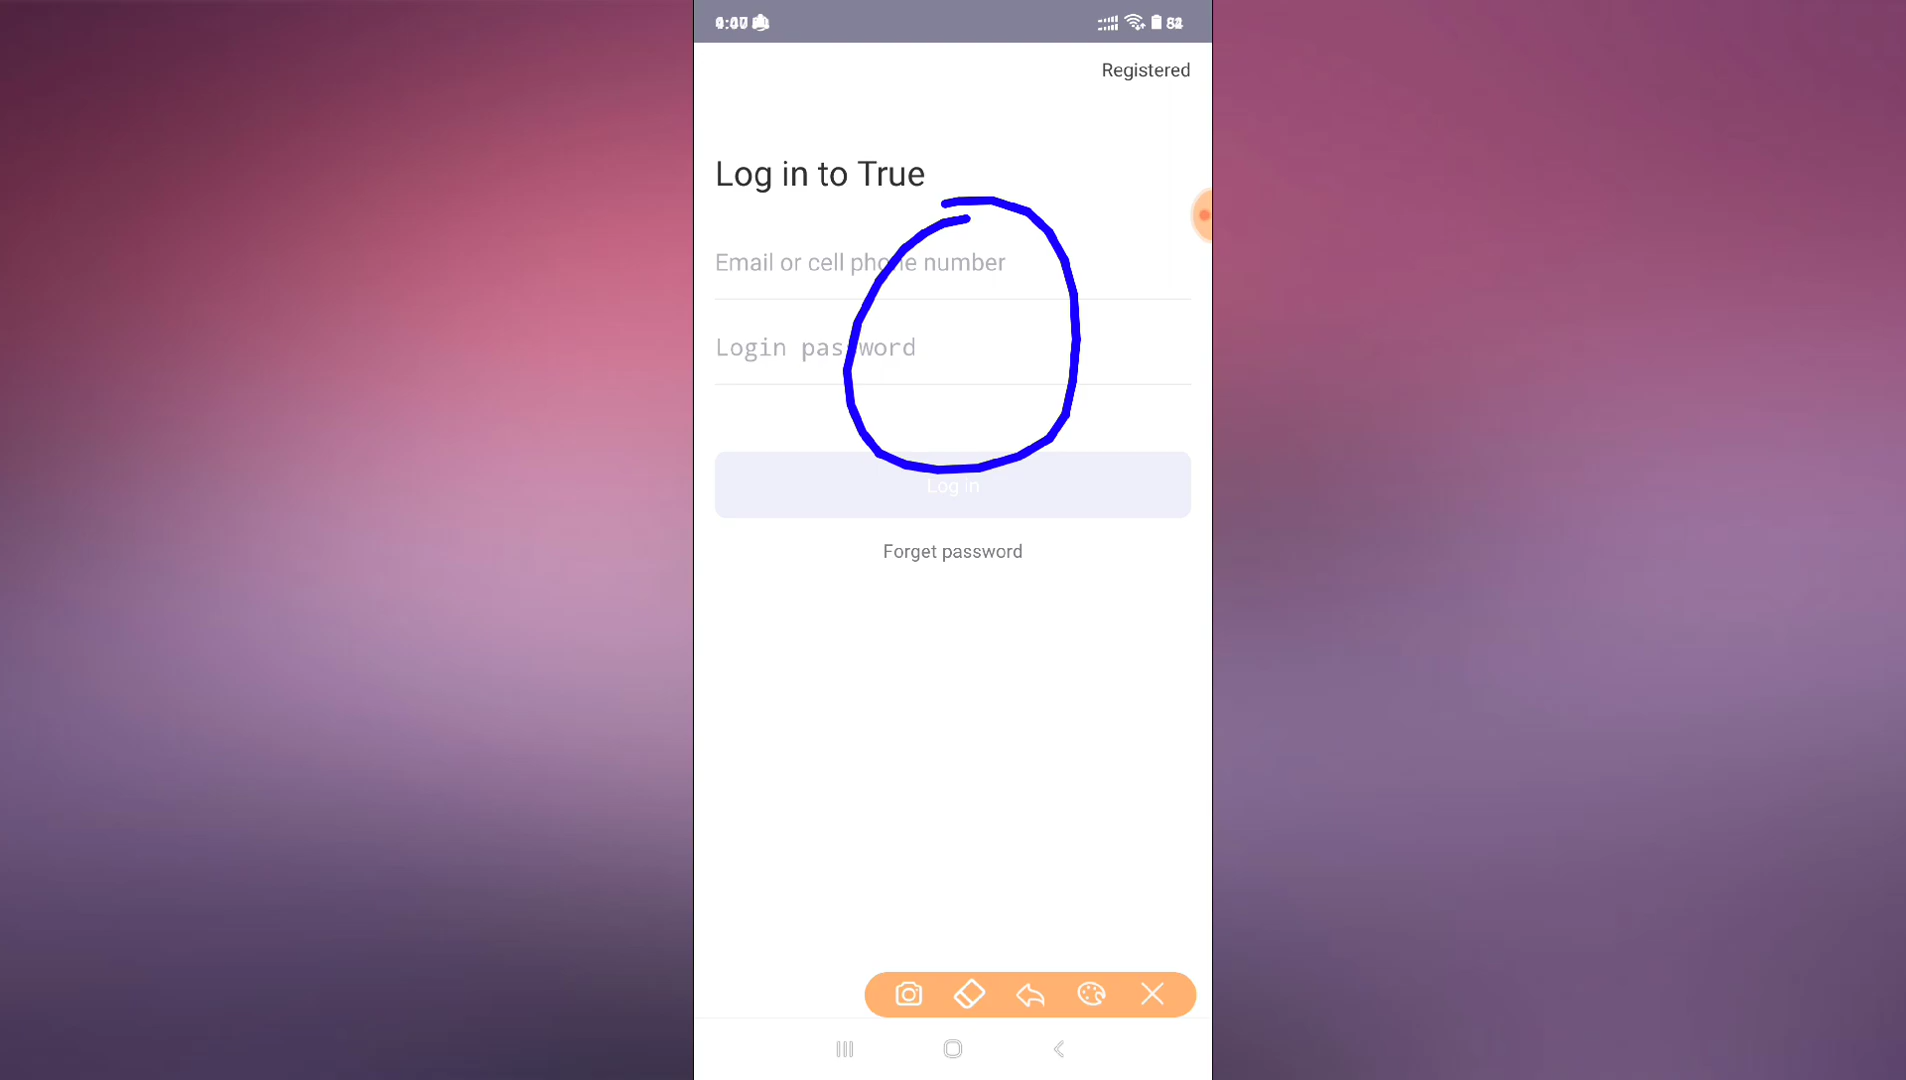 Registered
Log in to True
Email or cell phone number
Login password
Log in
Forget password